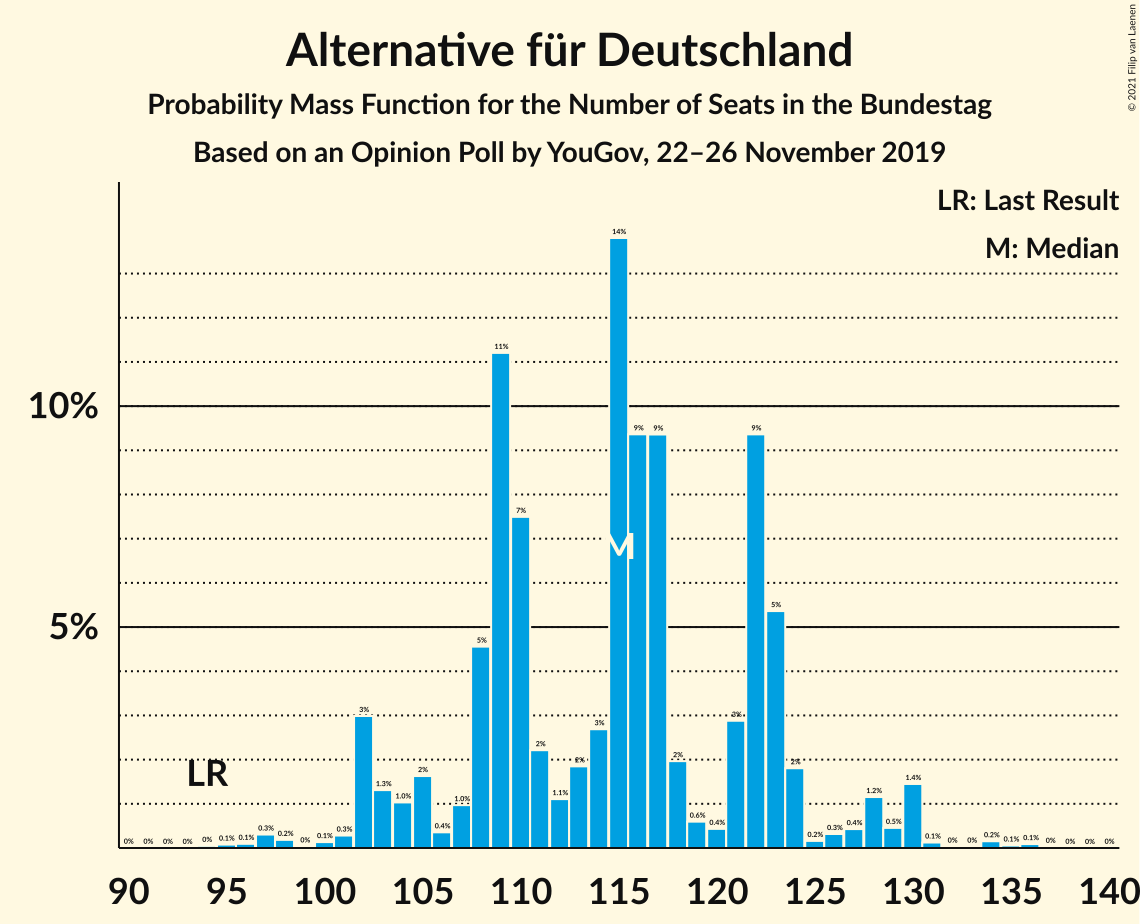 © 2021 Filip van Laenen
Alternative für Deutschland
Probability Mass Function for the Number of Seats in the Bundestag
Based on an Opinion Poll by YouGov, 22–26 November 2019
LR: Last Result
M: Median
10%
5%
0% 0% 0% 0% 0% 0.1% 0.1% 0.3% 0.2% 0% 0.1% 0.3% 3% 1.3% 1.0% 2% 0.4% 1.0% 5% 11% 7% 2% 1.1% 2% 3% 14% 9% 9% 2% 0.6% 0.4% 3% 9% 5% 2% 0.2% 0.3% 0.4% 1.2% 0.5% 1.4% 0.1% 0% 0% 0.2% 0.1% 0.1% 0% 0% 0% 0%
M
LR
90 95 100 105 110 115 120 125 130 135 140